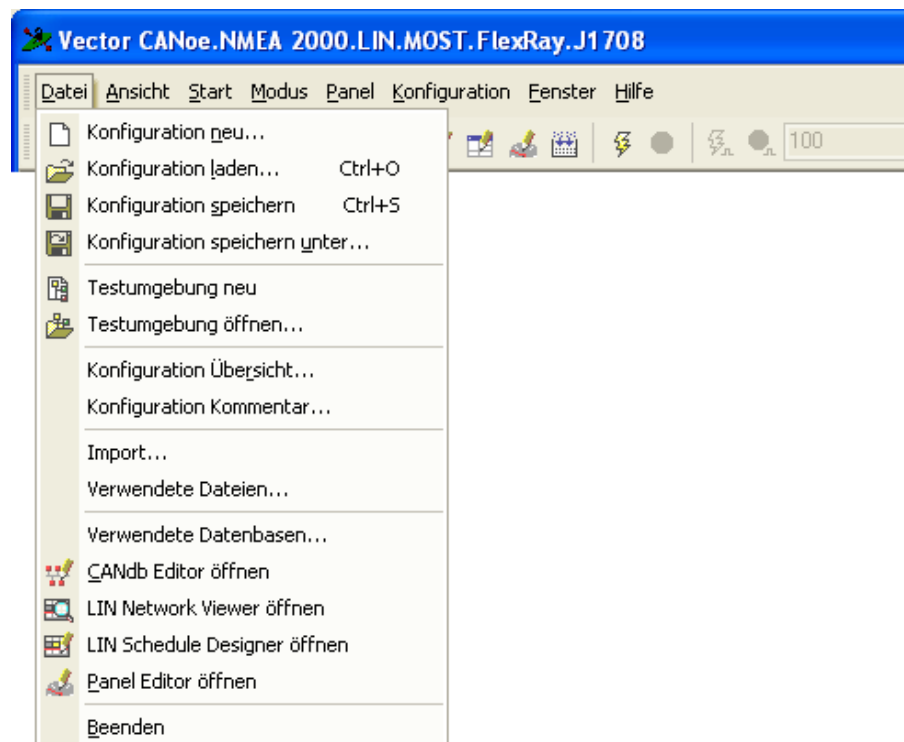 Vector CANoe.NMEA 2000.LIN.MOST.FlexRay.J1708
Datei Ansicht Start Modus Panel Konfiguration Fenster Hilfe
100
Konfiguration neu...
Konfiguration laden... Ctrl+O
Konfiguration speichern Ctrl+S
Konfiguration speichern unter...
Testumgebung neu
Testumgebung öffnen...
Konfiguration Übersicht...
Konfiguration Kommentar...
Import...
Verwendete Dateien...
Verwendete Datenbasen...
CANdb Editor öffnen
LIN Network Viewer öffnen
LIN Schedule Designer öffnen
Panel Editor öffnen
Beenden